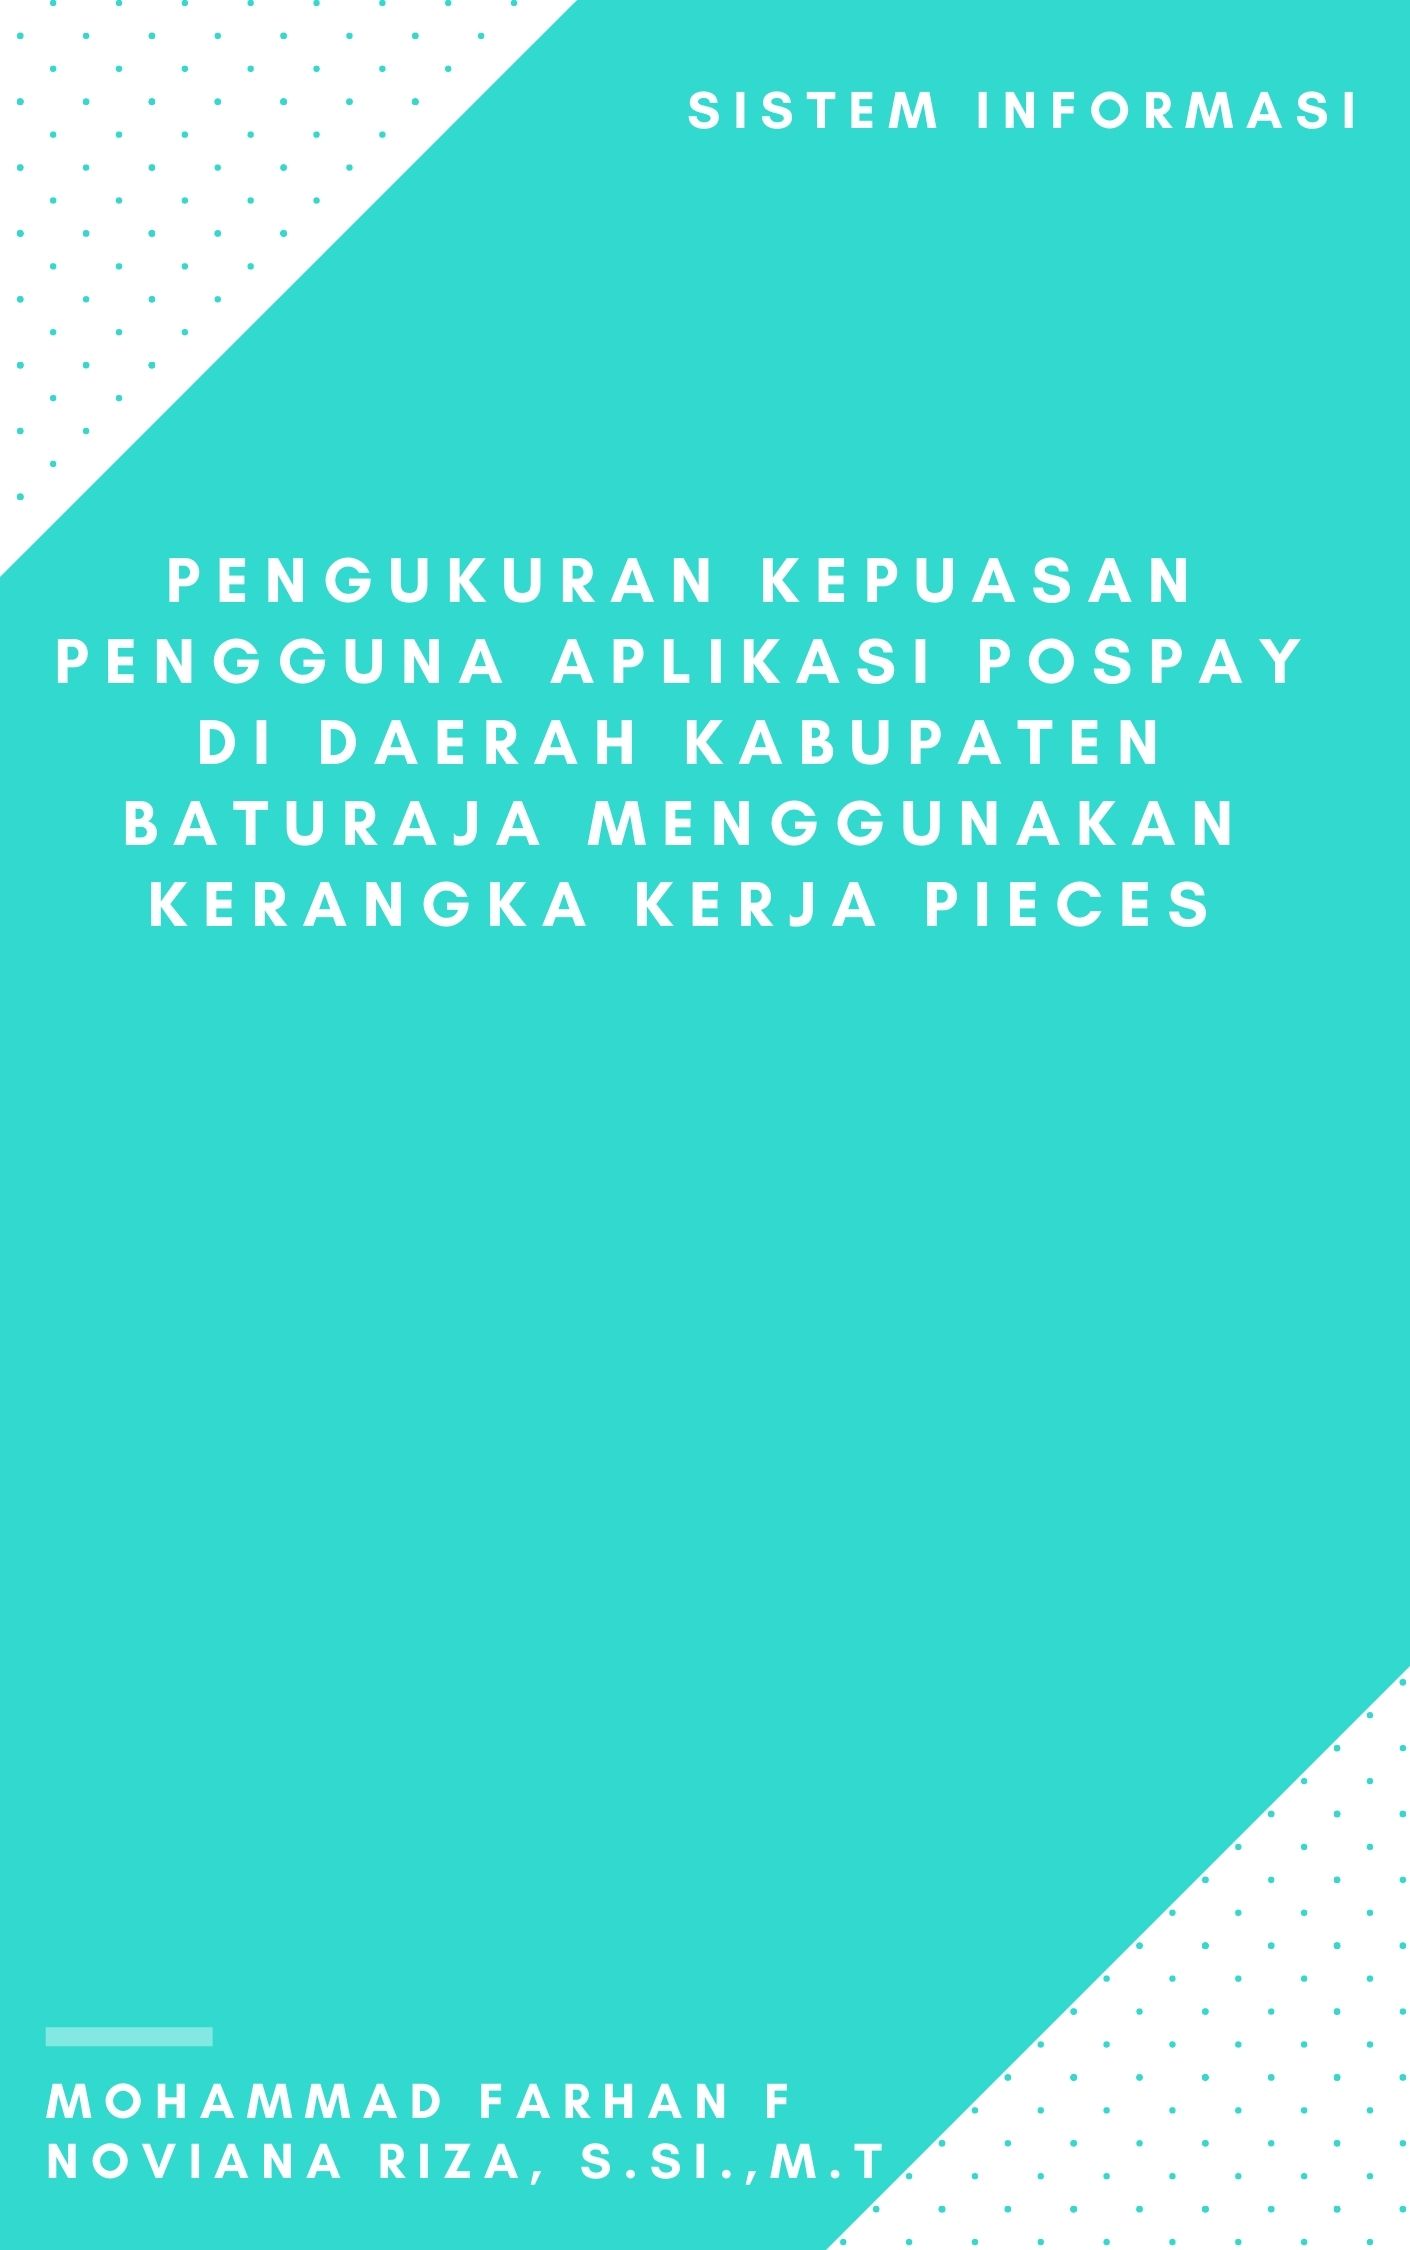 SISTEM INFORMASI
PENGUKURAN KEPUASAN
PENGGUNA APLIKASI POSPAY
DI DAERAH KABUPATEN
BATURAJA MENGGUNAKAN
KERANGKA KERJA PIECES
MOHAMMAD FARHAN F
NOVIANA RIZA, S.SI.,M.T